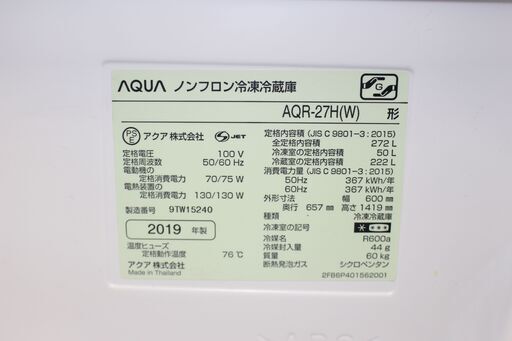 AQUA ノンフロン冷凍冷蔵庫
G
AQR-27H(W) 形
PS E アクア株式会社 S JET
定格電圧 100 V
定格周波数 50/60 Hz
電動機の
定格消費電力 70/75 W
電熱装置の
定格消費電力 130/130 W
製造番号 9TW15240
2019 年製
温度ヒューズ
定格動作温度 76℃
アクア株式会社
Made in Thailand
定格内容積 (JIS C 9801-3:2015)
全定格内容積 272 L
冷凍室の定格内容積 50 L
冷蔵室の定格内容積 222 L
消費電力量 (JIS C 9801-3:2015)
50Hz 367 kWh/年
60Hz 367 kWh/年
外形寸法 幅 600 mm
奥行 657 mm 高さ 1419 mm
種類 冷凍冷蔵庫
冷凍室の記号
冷媒 R600a
冷媒封入量 44 g
質量 60 kg
断熱発泡ガス シクロペンタン
2FB6P401562001